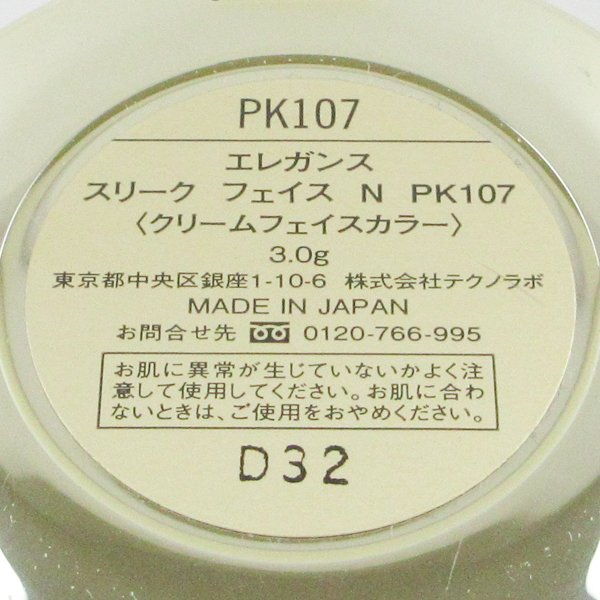 PK107
エレガンス
スリーク フェイス N PK107
〈クリームフェイスカラー〉
3.0g
東京都中央区銀座1-10-6 株式会社テクノラボ
MADE IN JAPAN
お問合せ先 0120-766-995
お肌に異常が生じていないかよく注
意して使用してください。お肌に合わ
ないときは、ご使用をおやめください。
D32